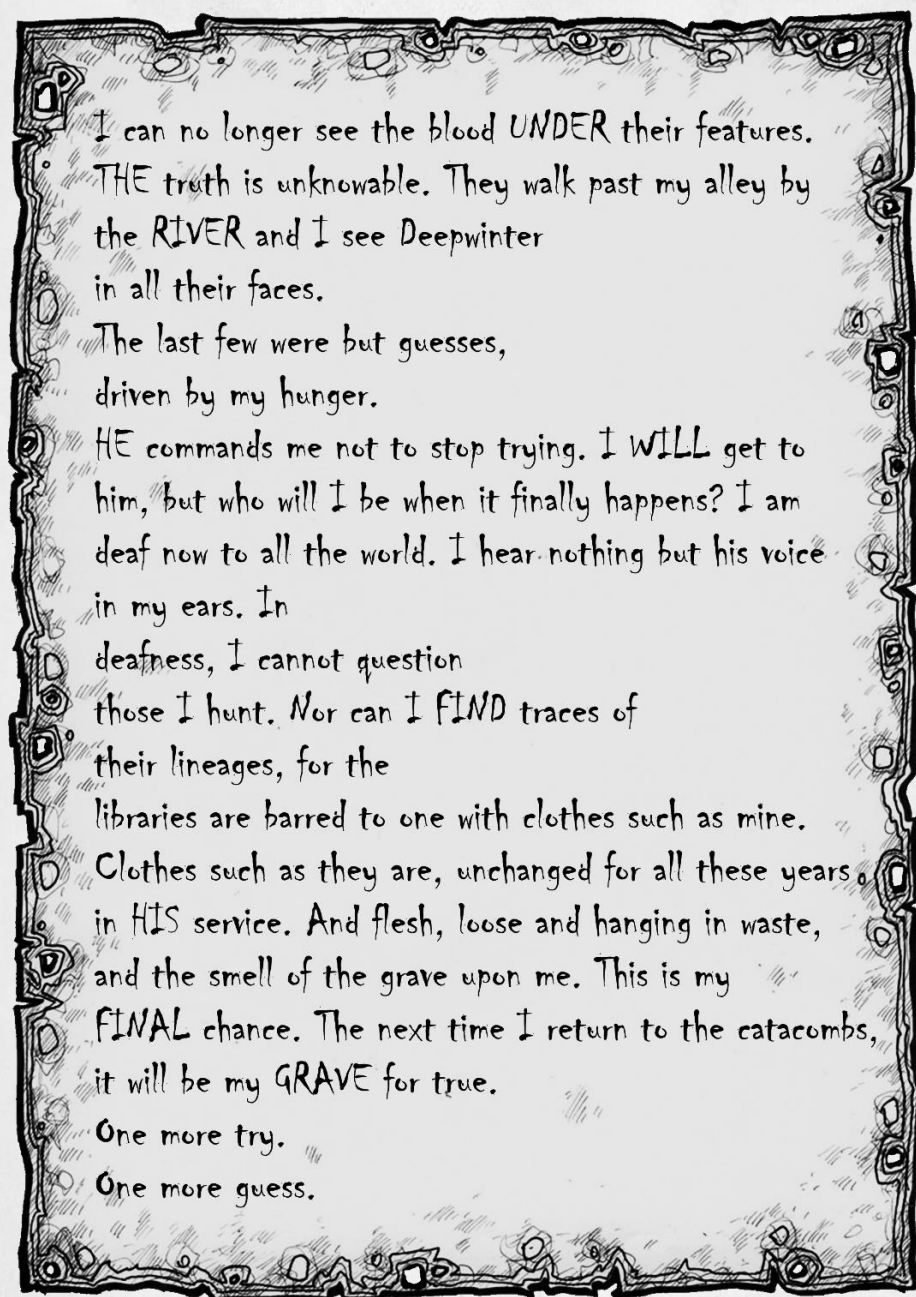 I can no longer see the blood UNDER their features.
THE truth is unknowable. They walk past my alley by
the RIVER and I see Deepwinter
in all their faces.
The last few were but guesses,
driven by my hunger.
HE commands me not to stop trying. I WILL get to
him, but who will I be when it finally happens? I am
deaf now to all the world. I hear nothing but his voice
in my ears. In
deafness, I cannot question
those I hunt. Nor can I FIND traces of
their lineages, for the
libraries are barred to one with clothes such as mine.
Clothes such as they are, unchanged for all these years
in HIS service. And flesh, loose and hanging in waste,
and the smell of the grave upon me. This is my
FINAL chance. The next time I return to the catacombs,
it will be my GRAVE for true.
One more try.
One more guess.